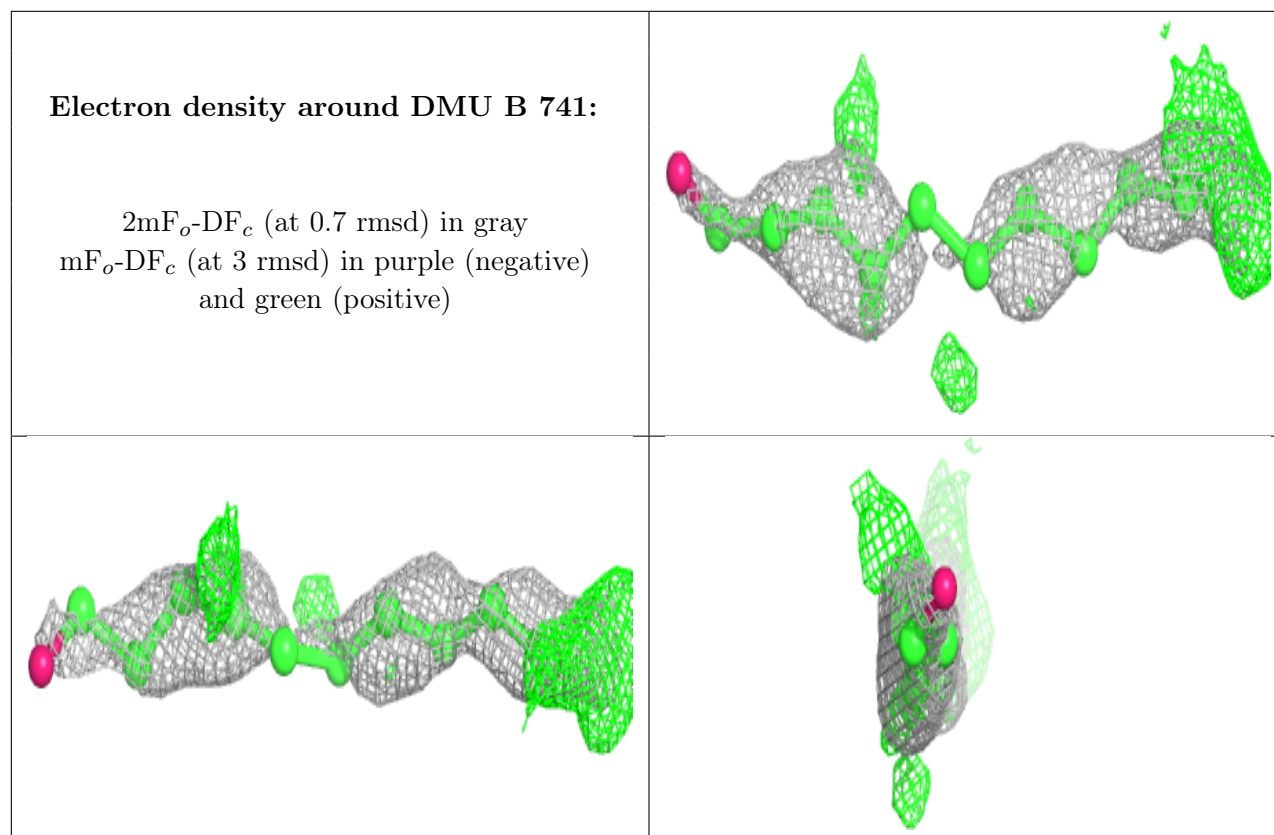 Electron density around DMU B 741:
2mFo-DFc (at 0.7 rmsd) in gray
mFo-DFc (at 3 rmsd) in purple (negative)
and green (positive)